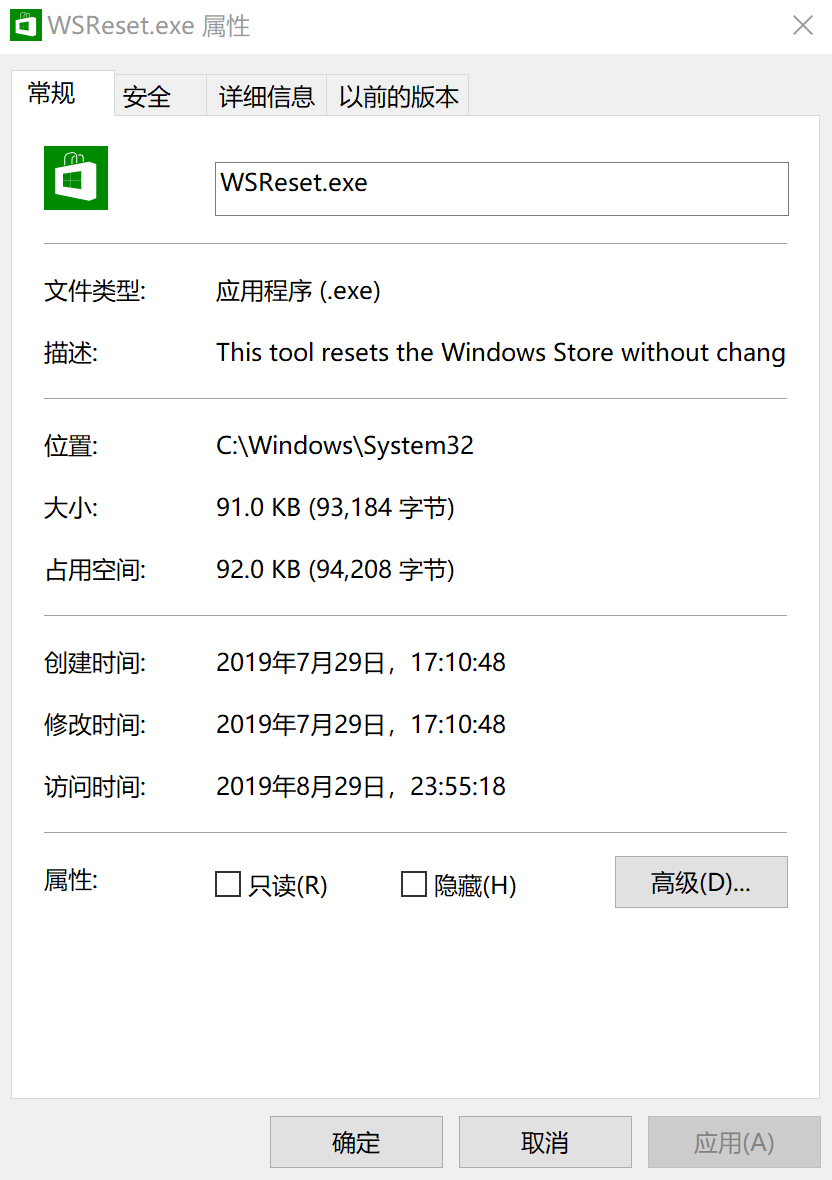 WSReset.exe 属性
常规 安全 详细信息 以前的版本
WSReset.exe
文件类型: 应用程序 (.exe)
描述: This tool resets the Windows Store without chang
位置: C:\Windows\System32
大小: 91.0 KB (93,184 字节)
占用空间: 92.0 KB (94,208 字节)
创建时间: 2019年7月29日，17:10:48
修改时间: 2019年7月29日，17:10:48
访问时间: 2019年8月29日，23:55:18
属性: 只读(R) 隐藏(H) 高级(D)...
确定 取消 应用(A)